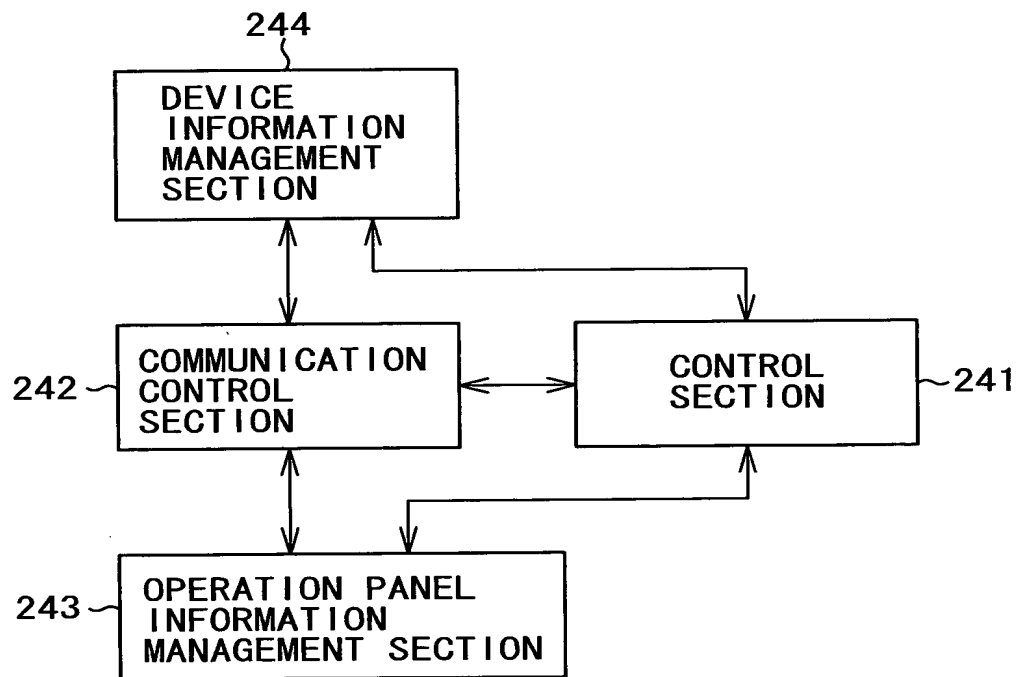 244
DEVICE
INFORMATION
MANAGEMENT
SECTION
242
COMMUNICATION
CONTROL
SECTION
CONTROL
SECTION
241
243
OPERATION PANEL
INFORMATION
MANAGEMENT SECTION